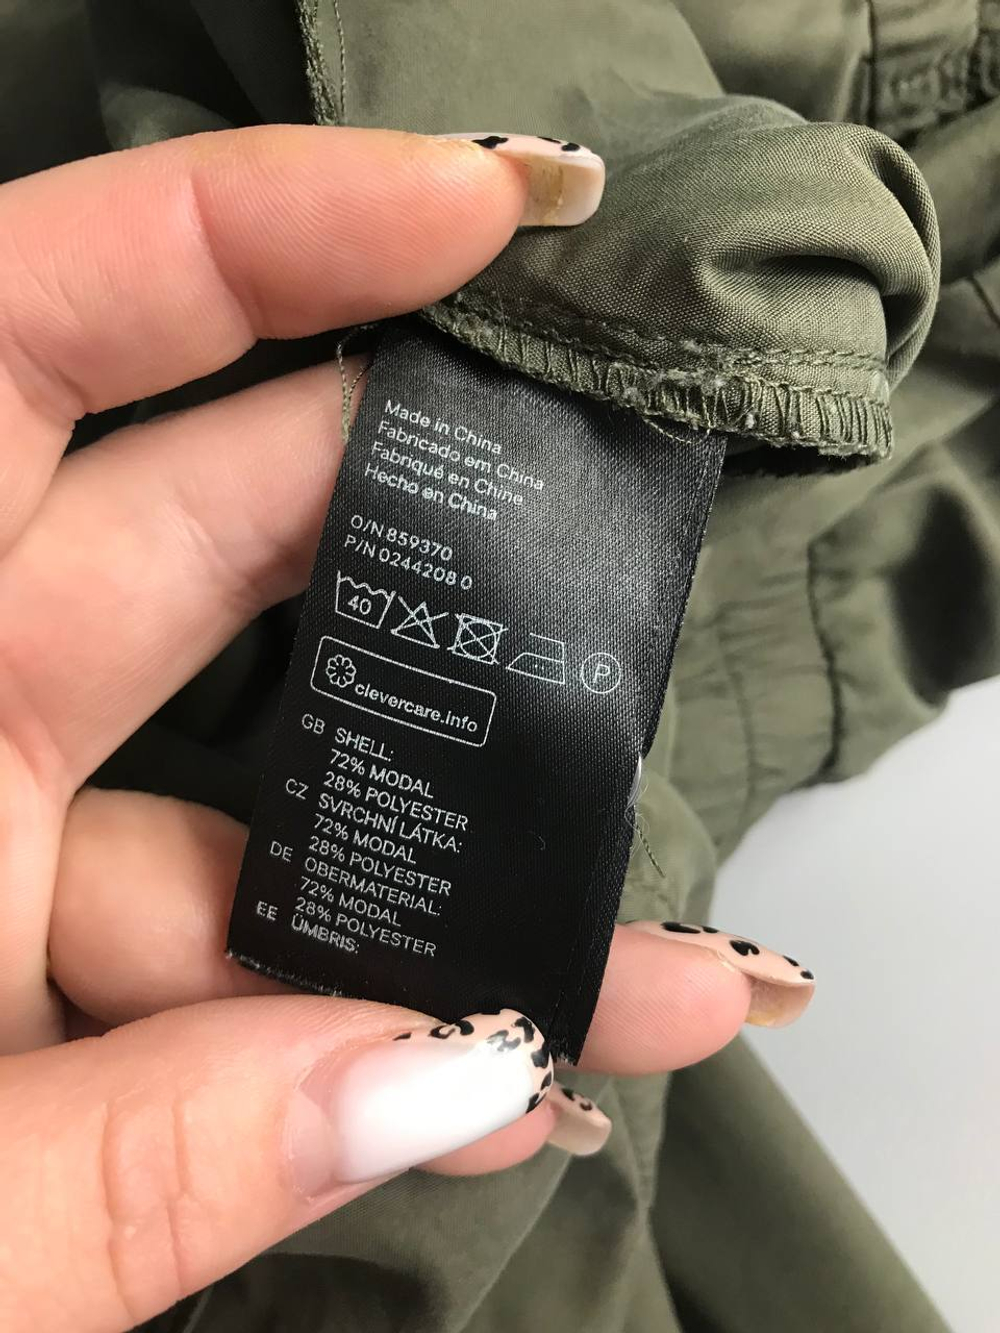 Made in China
Fabricado em China
Fabriqué en Chine
Hecho en China
O/N 859370
P/N 0244208 0
40
P
clevercare.info
GB SHELL:
72% MODAL
28% POLYESTER
CZ SVRCHNÍ LÁTKA:
72% MODAL
28% POLYESTER
DE OBERMATERIAL:
72% MODAL
28% POLYESTER
EE ÜMBRIS: